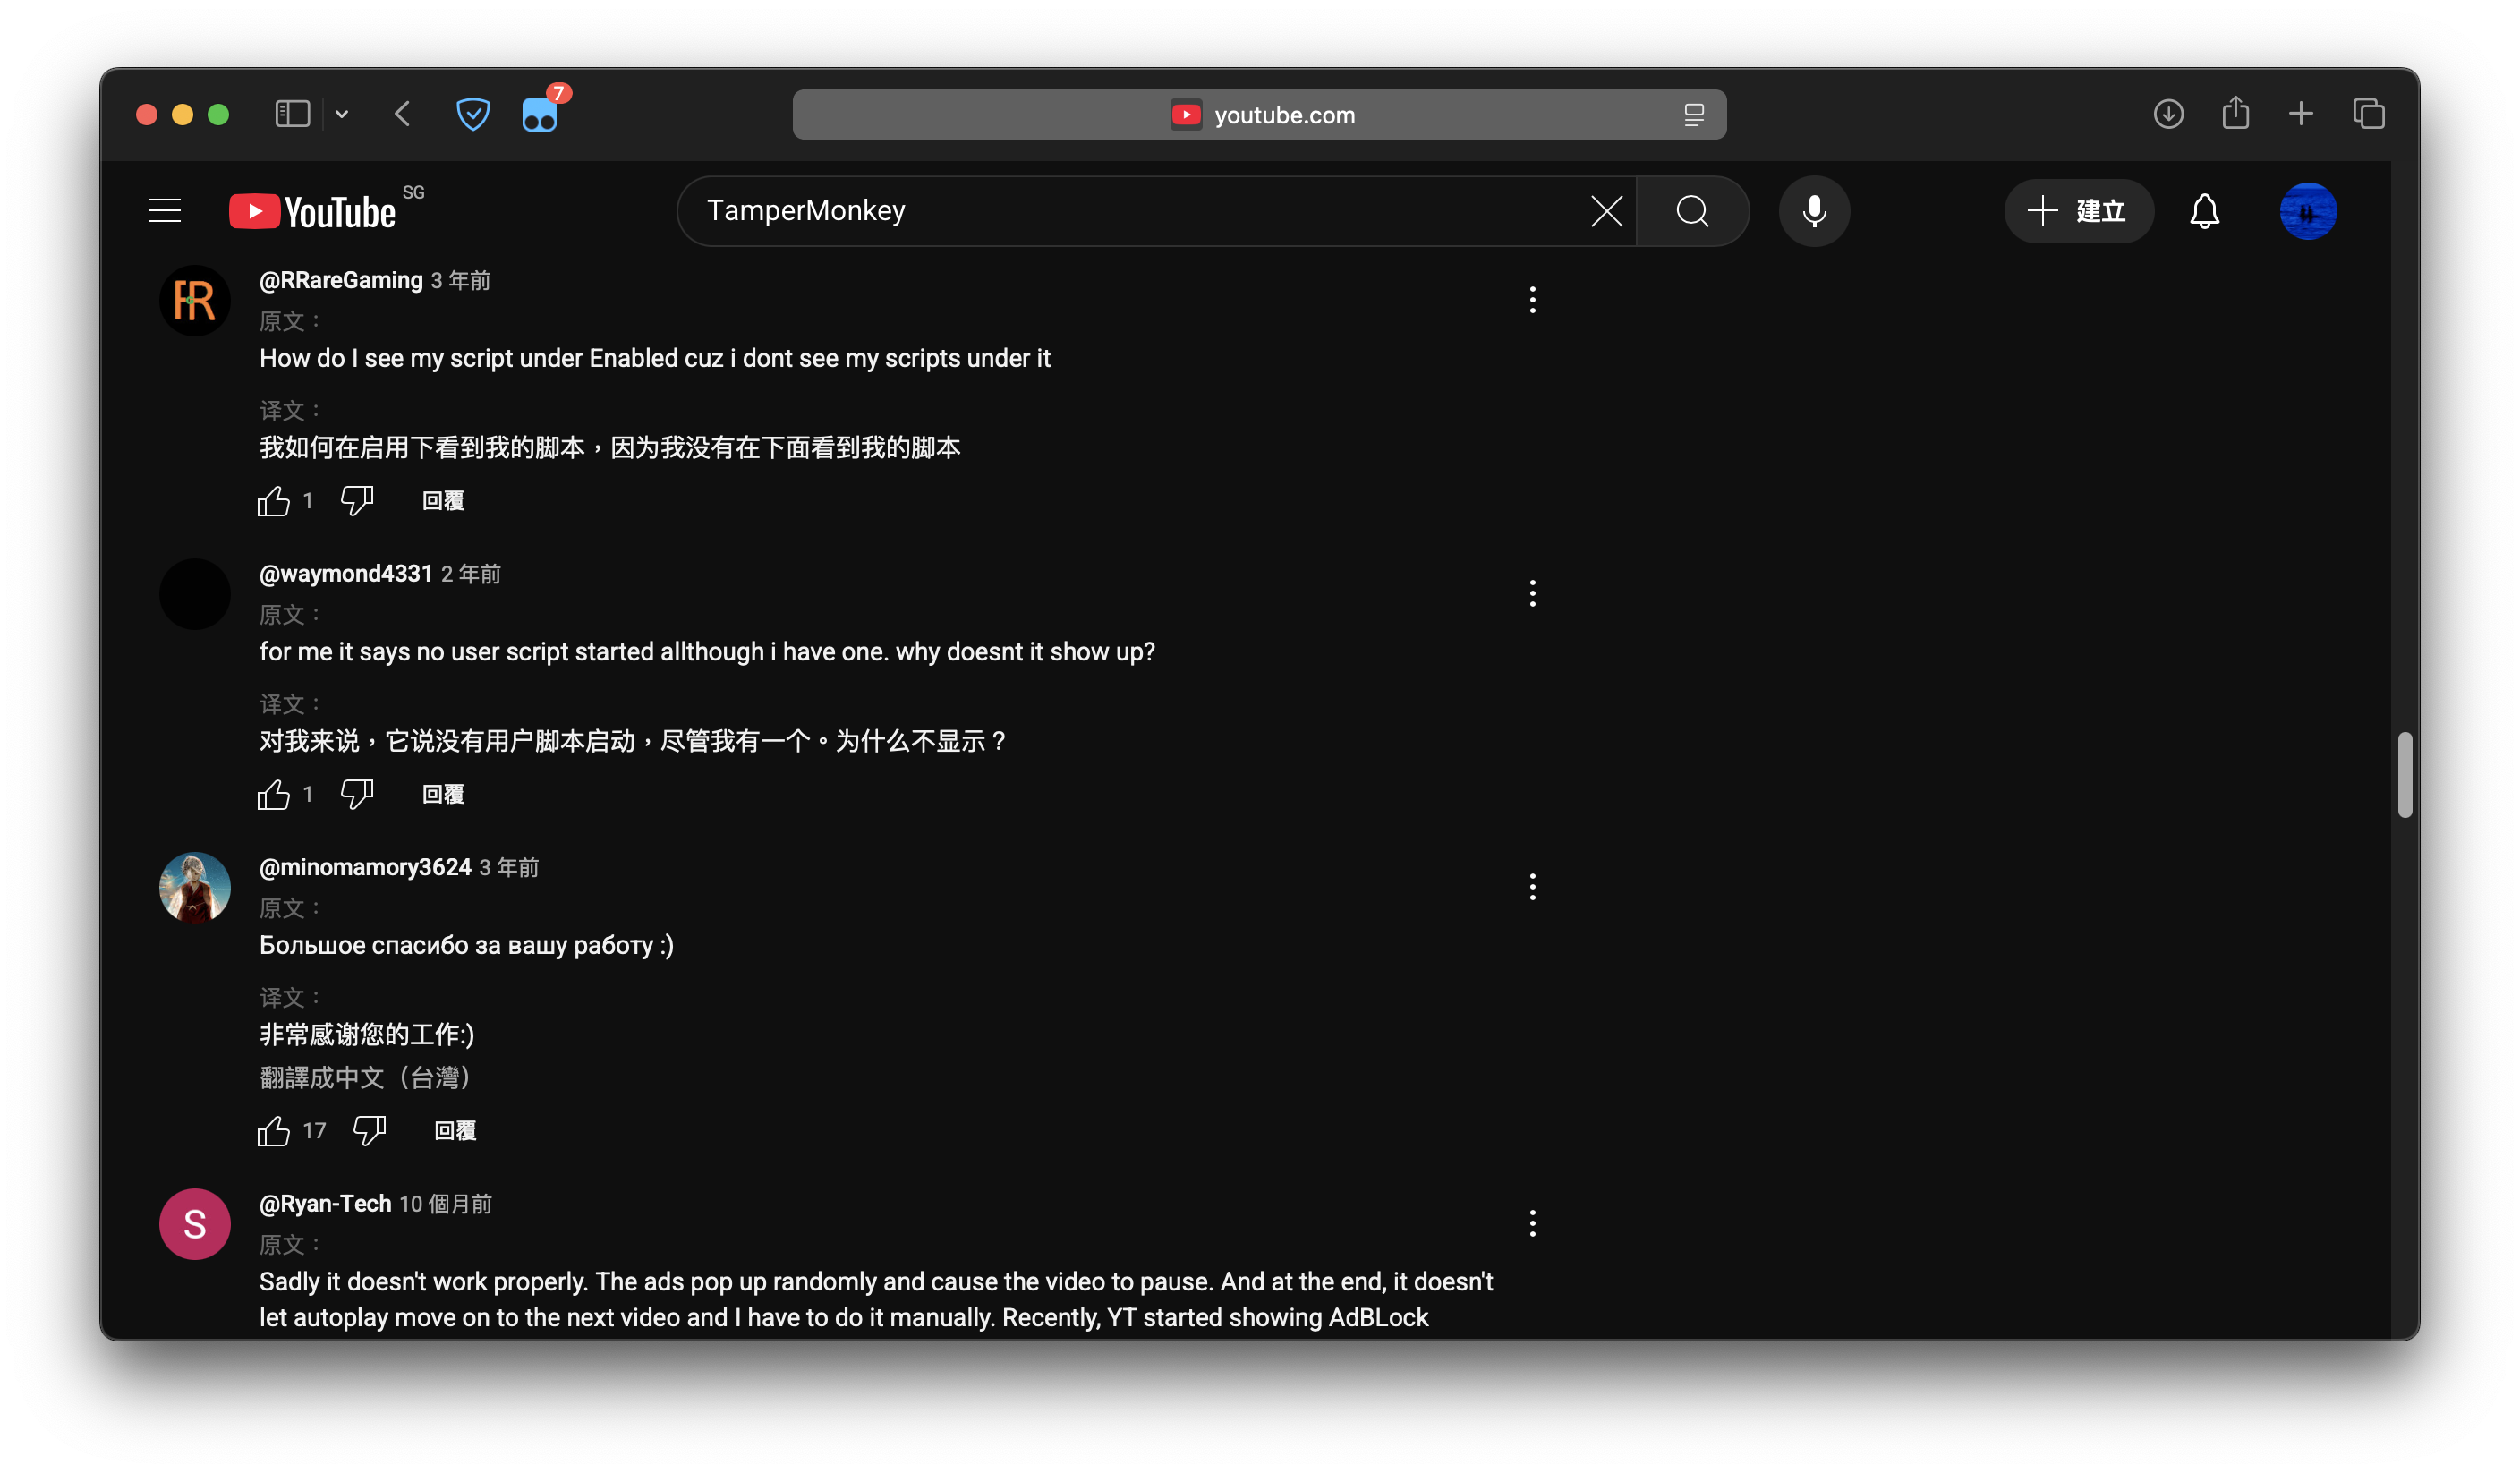 7
youtube.com
YouTube SG
TamperMonkey
建立
@RRareGaming 3 年前
原文：
How do I see my script under Enabled cuz i dont see my scripts under it
译文：
我如何在启用下看到我的脚本，因为我没有在下面看到我的脚本
1 回覆
@waymond4331 2 年前
原文：
for me it says no user script started allthough i have one. why doesnt it show up?
译文：
对我来说，它说没有用户脚本启动，尽管我有一个。为什么不显示？
1 回覆
@minomamory3624 3 年前
原文：
Большое спасибо за вашу работу :)
译文：
非常感谢您的工作:)
翻譯成中文（台灣）
17 回覆
S
@Ryan-Tech 10 個月前
原文：
Sadly it doesn't work properly. The ads pop up randomly and cause the video to pause. And at the end, it doesn't
let autoplay move on to the next video and I have to do it manually. Recently, YT started showing AdBLock